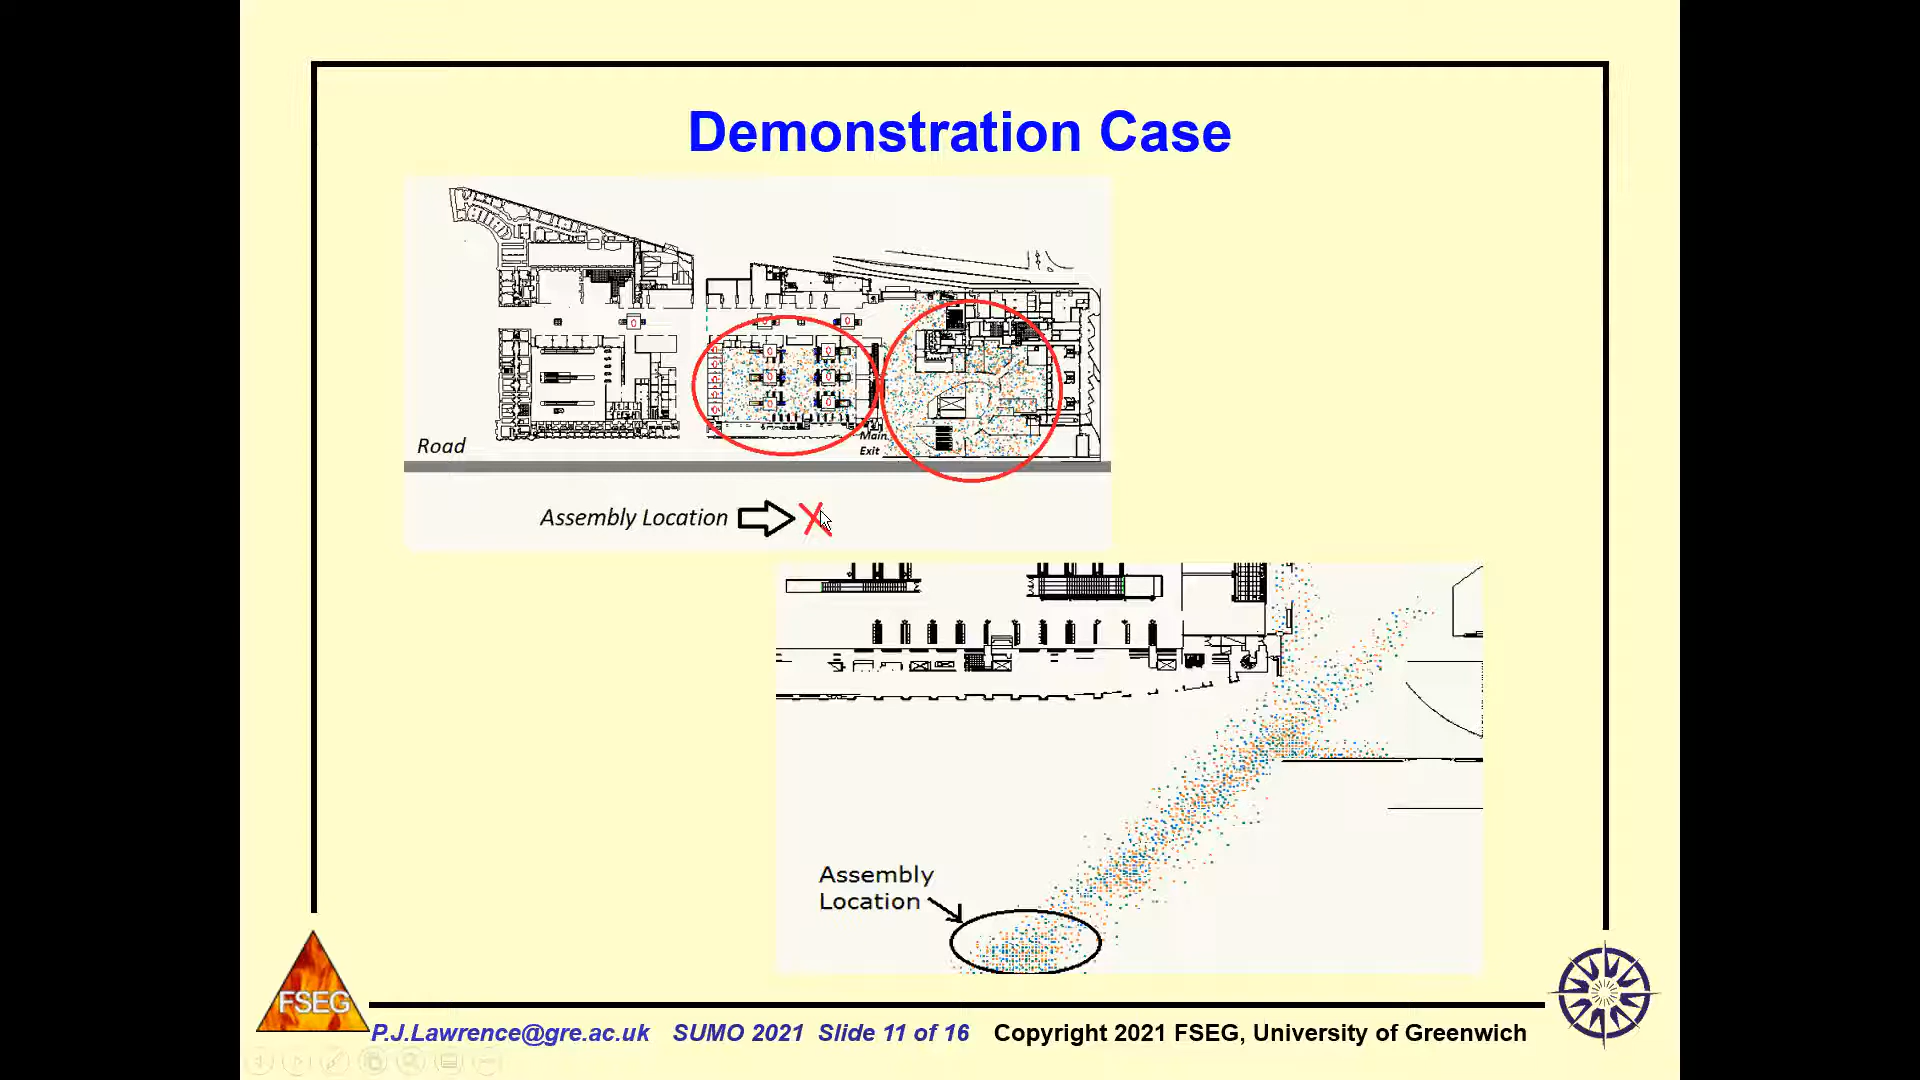 Demonstration Case
Main
Exit
Road
Assembly Location
Assembly
Location
FSEG
P.J.Lawrence@gre.ac.uk SUMO 2021 Slide 11 of 16 Copyright 2021 FSEG, University of Greenwich